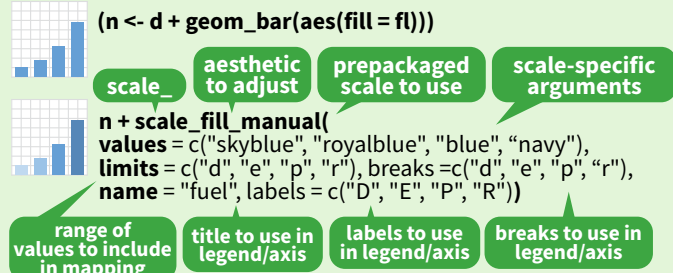 (n <- d + geom_bar(aes(fill = fl)))
scale_
aesthetic
to adjust
prepackaged
scale to use
scale-specific
arguments
n + scale_fill_manual(
values = c("skyblue", "royalblue", "blue", “navy"),
limits = c("d", "e", "p", "r"), breaks =c("d", "e", "p", “r"),
name = "fuel", labels = c("D", "E", "P", "R"))
range of
values to include
in mapping
title to use in
legend/axis
labels to use
in legend/axis
breaks to use in
legend/axis